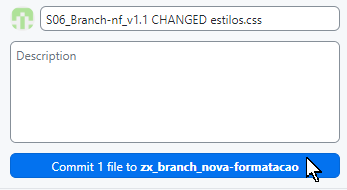 S06_Branch-nf_v1.1 CHANGED estilos.css
Description
Commit 1 file to zx_branch_nova-formatacao